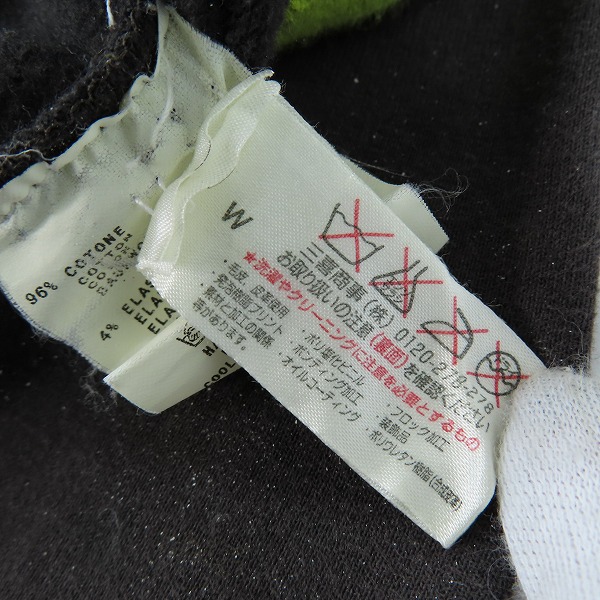 W
三喜商事(株) 0120-278-278
お取り扱いの注意(裏面)を確認ください
★洗濯やクリーニングに注意を必要とするもの
・毛皮、皮革使用
・発泡樹脂プリント
・素材と加工の関係
等があります。
・ポリ塩化ビニール
・ボンディング加工
・オイルコーティング
・フロック加工
・装飾品
・ポリウレタン樹脂(合成皮革)
96% COTONE
4%